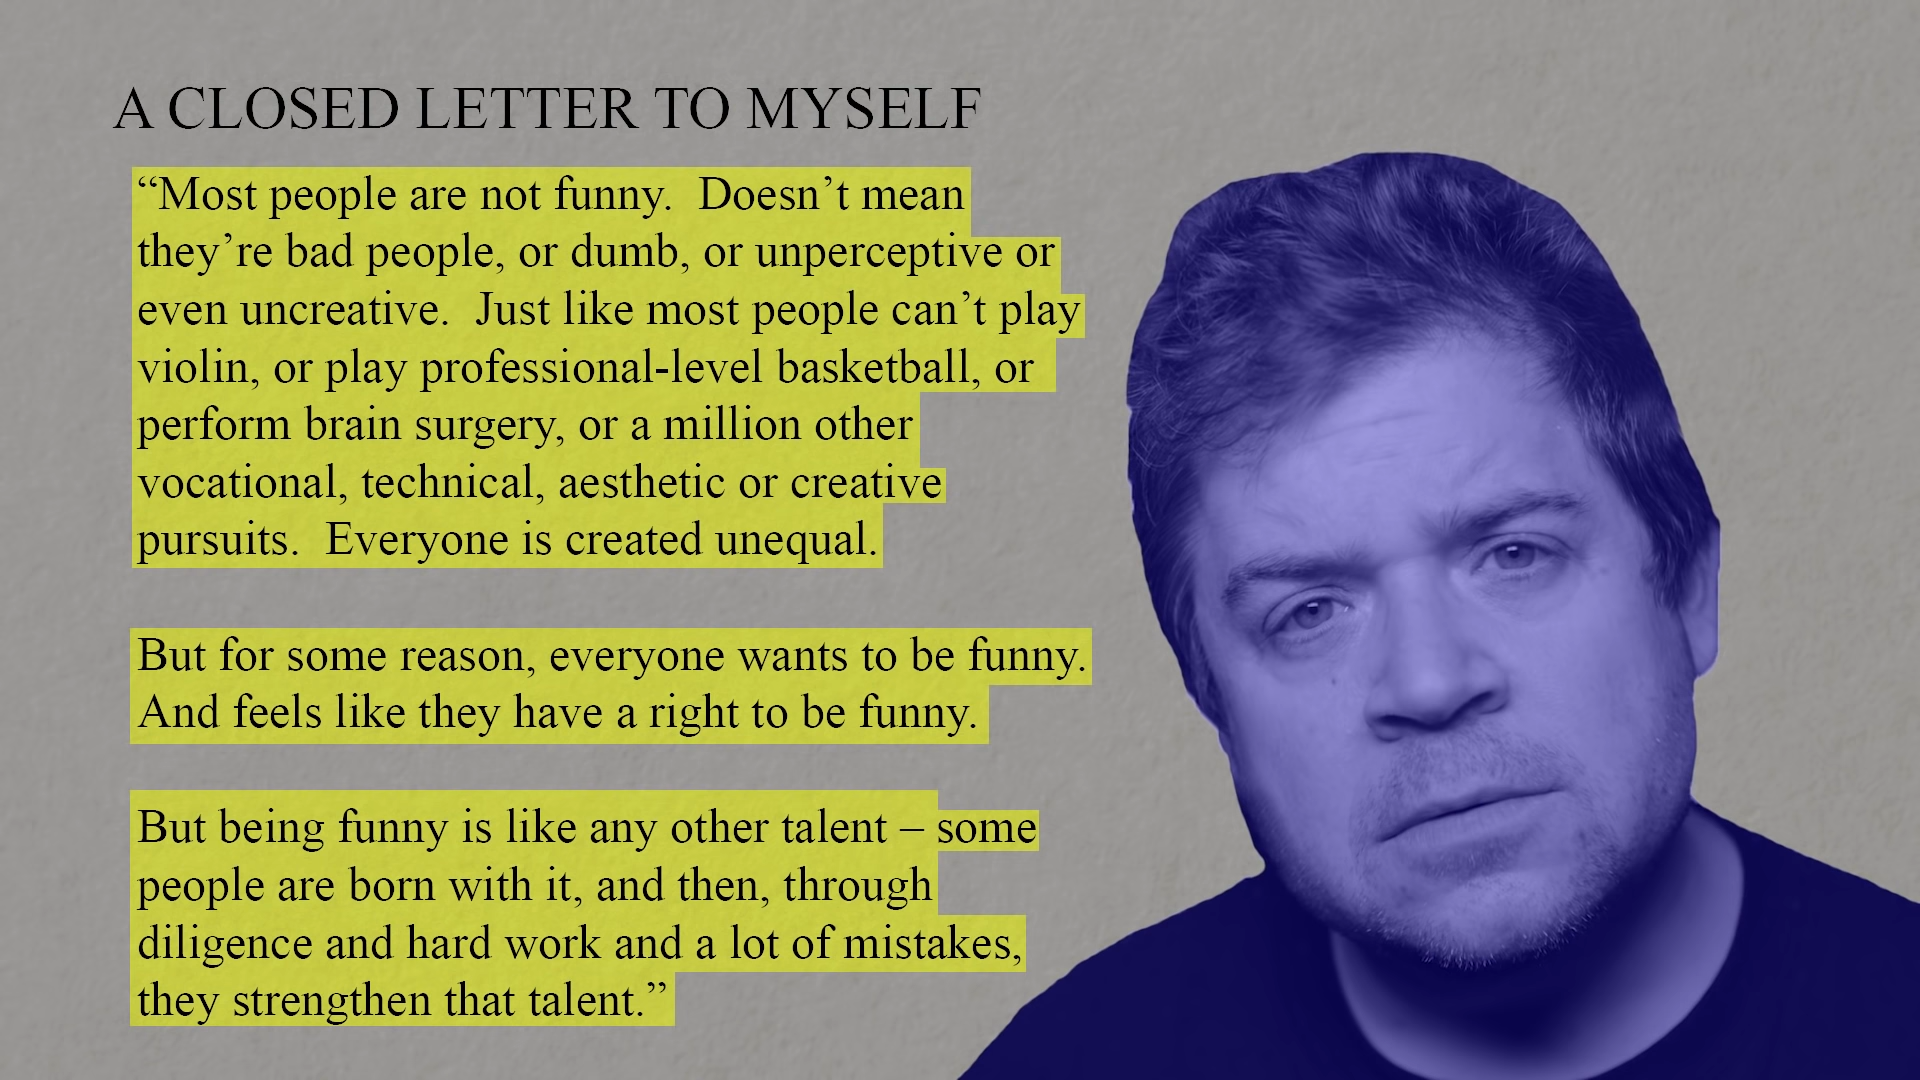 A CLOSED LETTER TO MYSELF
“Most people are not funny.  Doesn’t mean
they’re bad people, or dumb, or unperceptive or
even uncreative.  Just like most people can’t play
violin, or play professional-level basketball, or
perform brain surgery, or a million other
vocational, technical, aesthetic or creative
pursuits.  Everyone is created unequal.
But for some reason, everyone wants to be funny.
And feels like they have a right to be funny.
But being funny is like any other talent – some
people are born with it, and then, through
diligence and hard work and a lot of mistakes,
they strengthen that talent.”